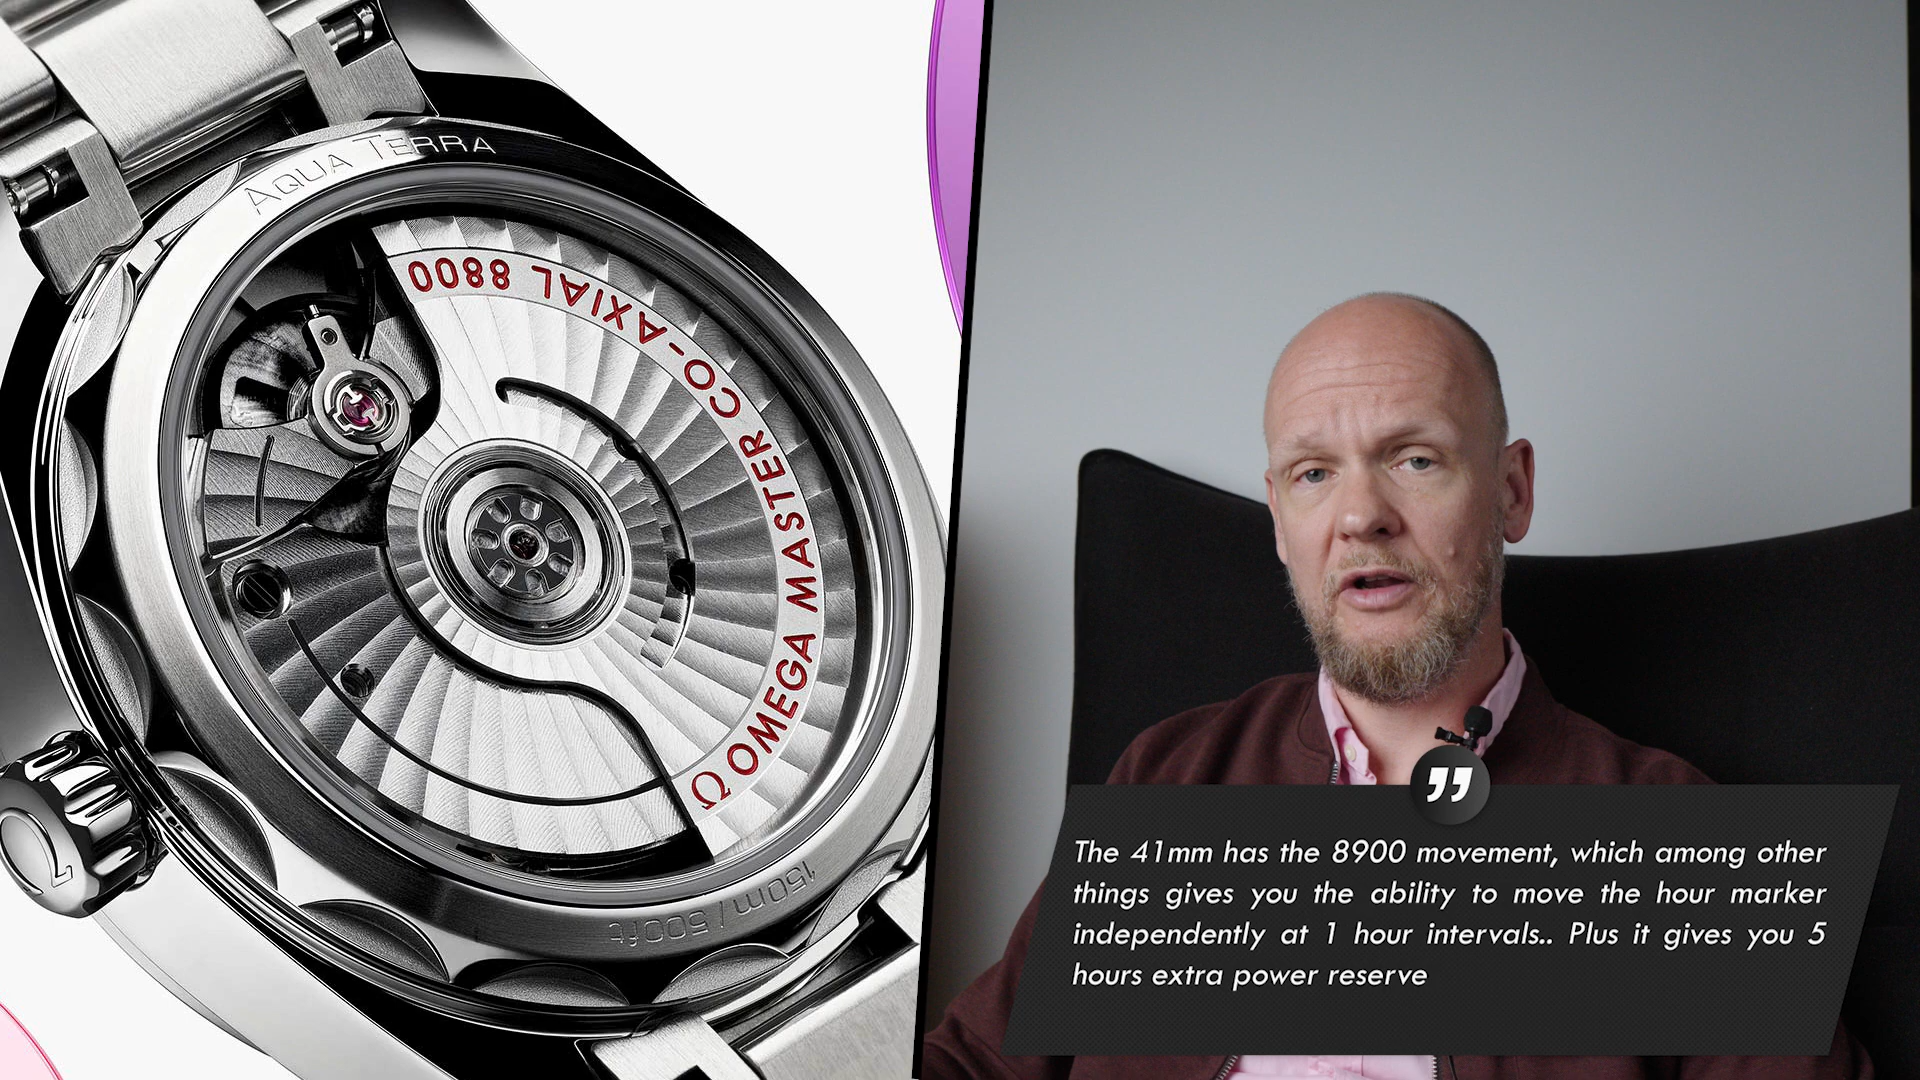 AQUA TERRA
Ω OMEGA MASTER CO-AXIAL 8800
150m / 500ft
Ω
”
The 41mm has the 8900 movement, which among other
things gives you the ability to move the hour marker
independently at 1 hour intervals.. Plus it gives you 5
hours extra power reserve